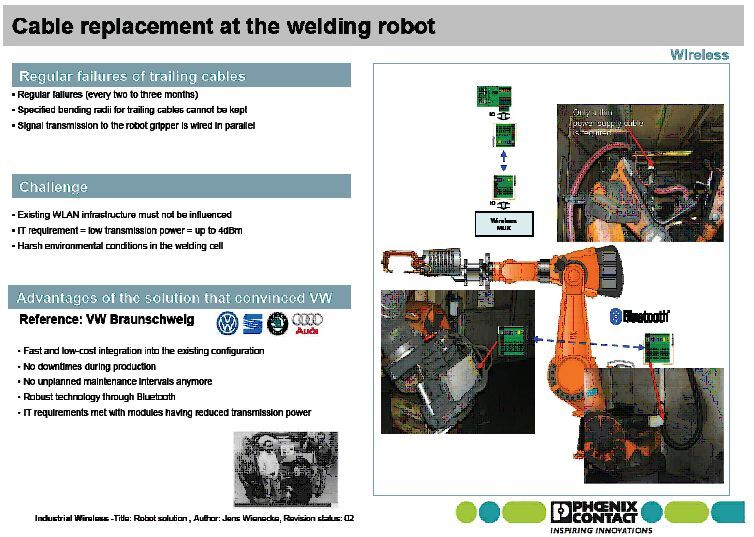 Cable replacement at the welding robot
Wireless
Regular failures of trailing cables
• Regular failures (every two to three months)
• Specified bending radii for trailing cables cannot be kept
• Signal transmission to the robot gripper is wired in parallel
Challenge
• Existing WLAN infrastructure must not be influenced
• IT requirement = low transmission power = up to 4dBm
• Harsh environmental conditions in the welding cell
Advantages of the solution that convinced VW
Reference: VW Braunschweig
Audi
• Fast and low-cost integration into the existing configuration
• No downtimes during production
• No unplanned maintenance intervals anymore
• Robust technology through Bluetooth
• IT requirements met with modules having reduced transmission power
Only a thin
power supply cable
is required
Wireless
MUX
Bluetooth
Industrial Wireless -Title: Robot solution , Author: Jens Wienecke, Revision status: 02
PHŒNIX
CONTACT
INSPIRING INNOVATIONS